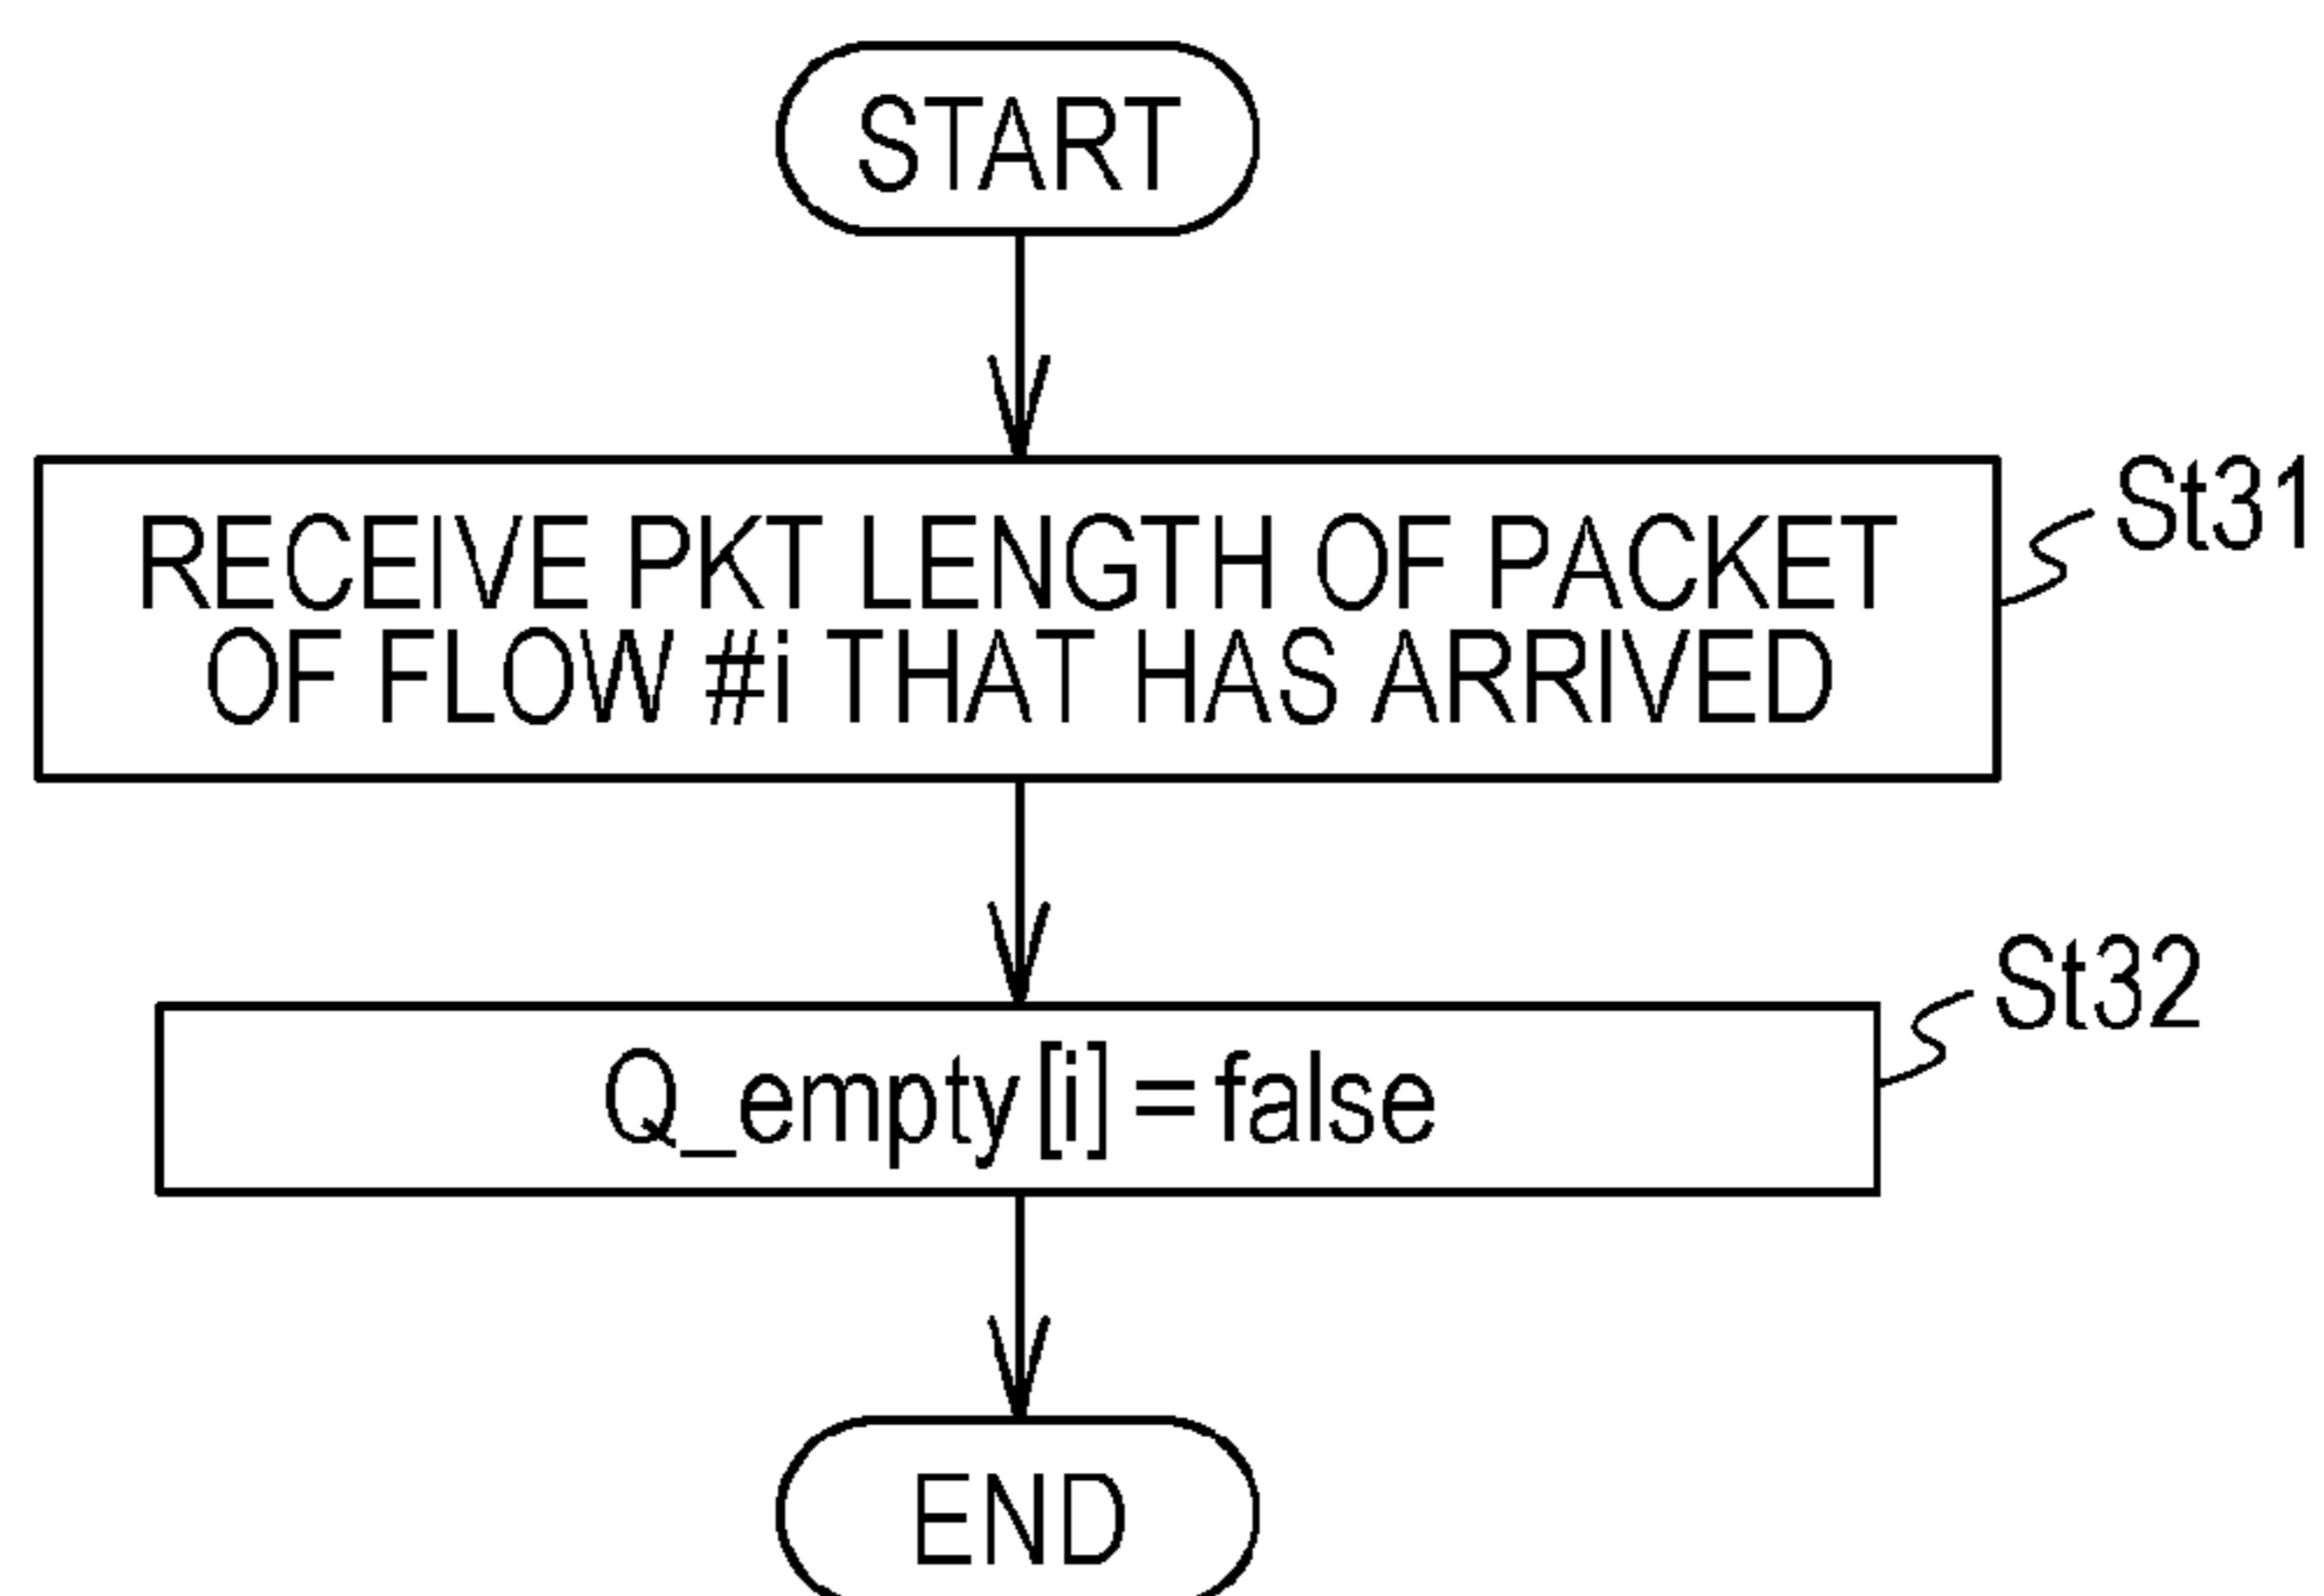 START
RECEIVE PKT LENGTH OF PACKET
OF FLOW #i THAT HAS ARRIVED
St31
Q_empty[i]=false
St32
END